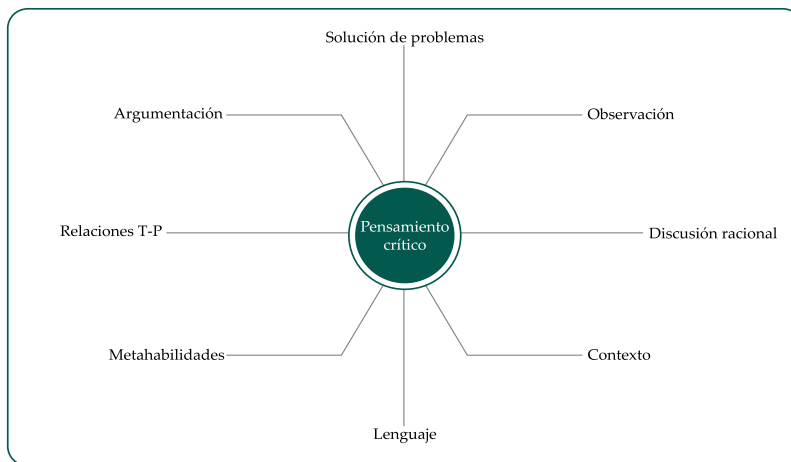 Solución de problemas
Argumentación
Observación
Relaciones T-P
Pensamiento
crítico
Discusión racional
Metahabilidades
Contexto
Lenguaje